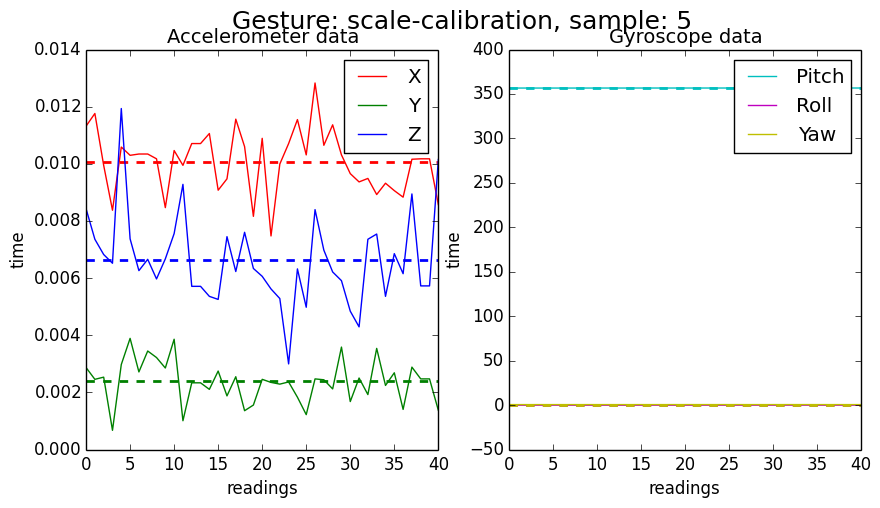 Gesture: scale-calibration, sample: 5
Accelerometer data
Gyroscope data
0.014
0.012
0.010
0.008
0.006
0.004
0.002
0.000
time
0
5
10
15
20
25
30
35
40
readings
X
Y
Z
400
350
300
250
200
150
100
50
0
−50
time
0
5
10
15
20
25
30
35
40
readings
Pitch
Roll
Yaw